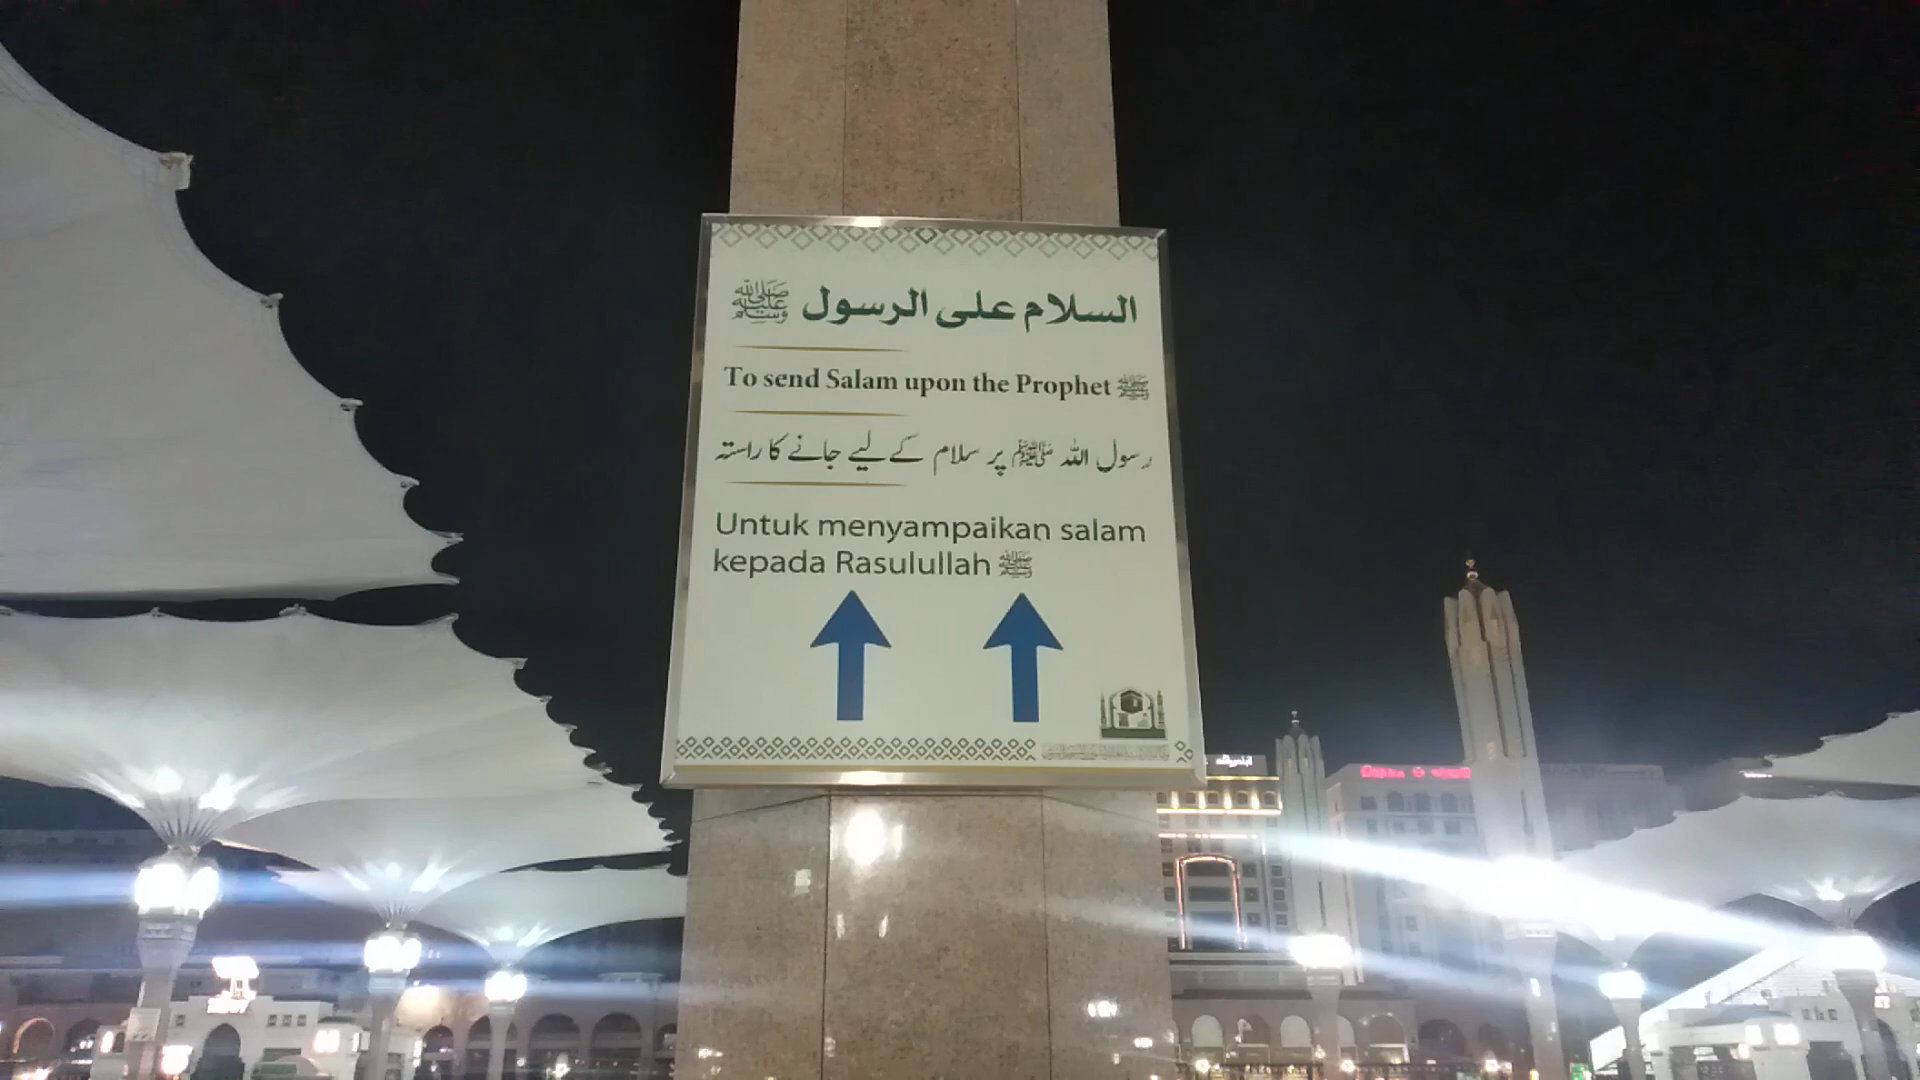 السلام على الرسول ﷺ
To send Salam upon the Prophet ﷺ
رسول اللہ ﷺ پر سلام کے لیے جانے کا راستہ
Untuk menyampaikan salam
kepada Rasulullah ﷺ